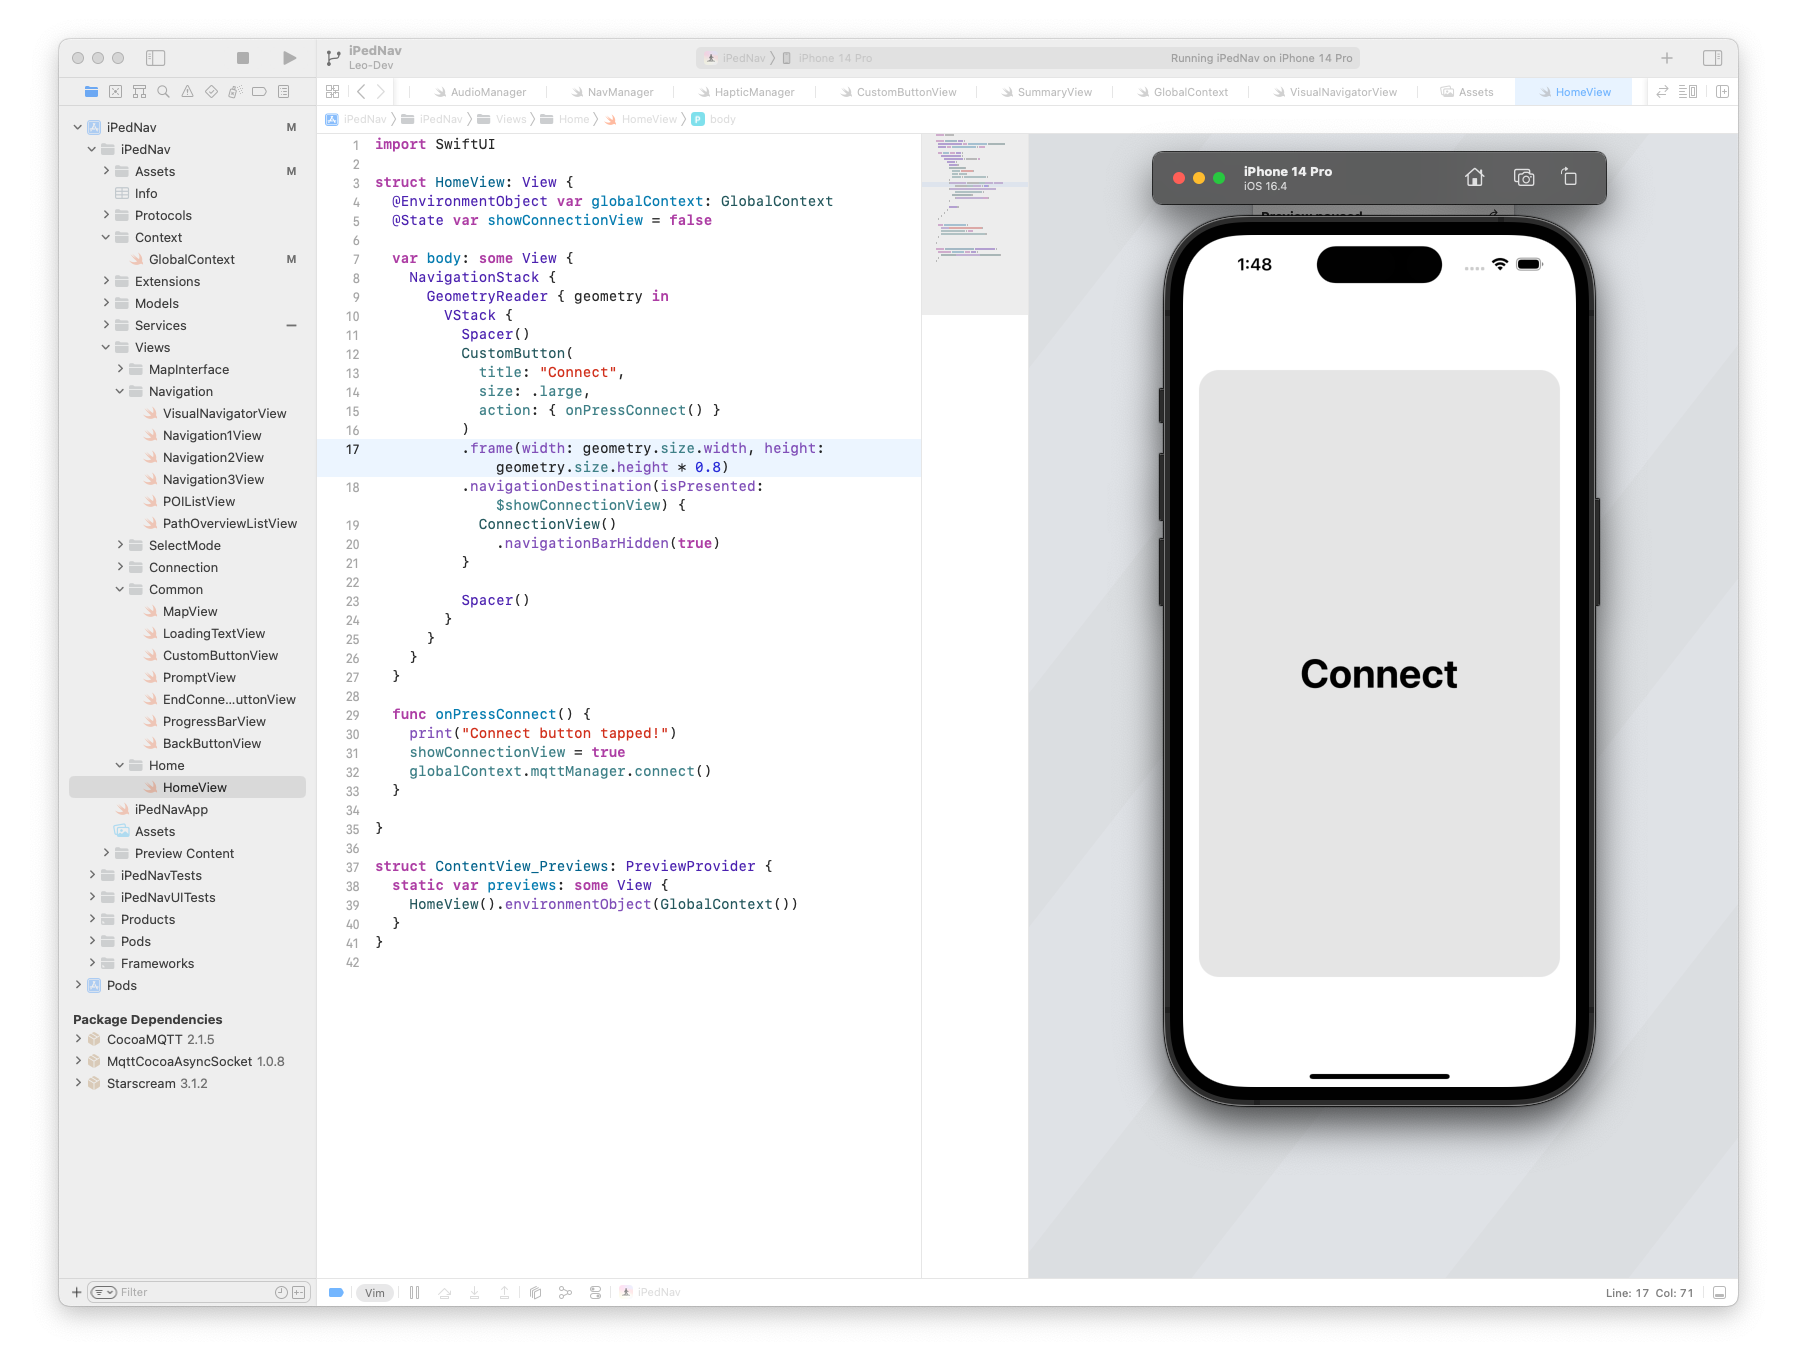 iPedNav
Leo-Dev
iPedNav
iPhone 14 Pro
Running iPedNav on iPhone 14 Pro
AudioManager
NavManager
HapticManager
CustomButtonView
SummaryView
GlobalContext
VisualNavigatorView
Assets
HomeView
iPedNav
iPedNav
Views
Home
HomeView
P body
iPedNav M
iPedNav
Assets M
Info
Protocols
Context
GlobalContext M
Extensions
Models
Services
Views
MapInterface
Navigation
VisualNavigatorView
Navigation1View
Navigation2View
Navigation3View
POIListView
PathOverviewListView
SelectMode
Connection
Common
MapView
LoadingTextView
CustomButtonView
PromptView
EndConne...uttonView
ProgressBarView
BackButtonView
Home
HomeView
iPedNavApp
Assets
Preview Content
iPedNavTests
iPedNavUITests
Products
Pods
Frameworks
Pods
Package Dependencies
CocoaMQTT 2.1.5
MqttCocoaAsyncSocket 1.0.8
Starscream 3.1.2
Filter
1 import SwiftUI
2
3 struct HomeView: View {
4 @EnvironmentObject var globalContext: GlobalContext
5 @State var showConnectionView = false
6
7 var body: some View {
8 NavigationStack {
9 GeometryReader { geometry in
10 VStack {
11 Spacer()
12 CustomButton(
13 title: "Connect",
14 size: .large,
15 action: { onPressConnect() }
16 )
17 .frame(width: geometry.size.width, height:
geometry.size.height * 0.8)
18 .navigationDestination(isPresented:
$showConnectionView) {
19 ConnectionView()
20 .navigationBarHidden(true)
21 }
22
23 Spacer()
24 }
25 }
26 }
27 }
28
29 func onPressConnect() {
30 print("Connect button tapped!")
31 showConnectionView = true
32 globalContext.mqttManager.connect()
33 }
34
35 }
36
37 struct ContentView_Previews: PreviewProvider {
38 static var previews: some View {
39 HomeView().environmentObject(GlobalContext())
40 }
41 }
42
iPhone 14 Pro
iOS 16.4
Preview paused
1:48
Connect
Vim
iPedNav
Line: 17 Col: 71